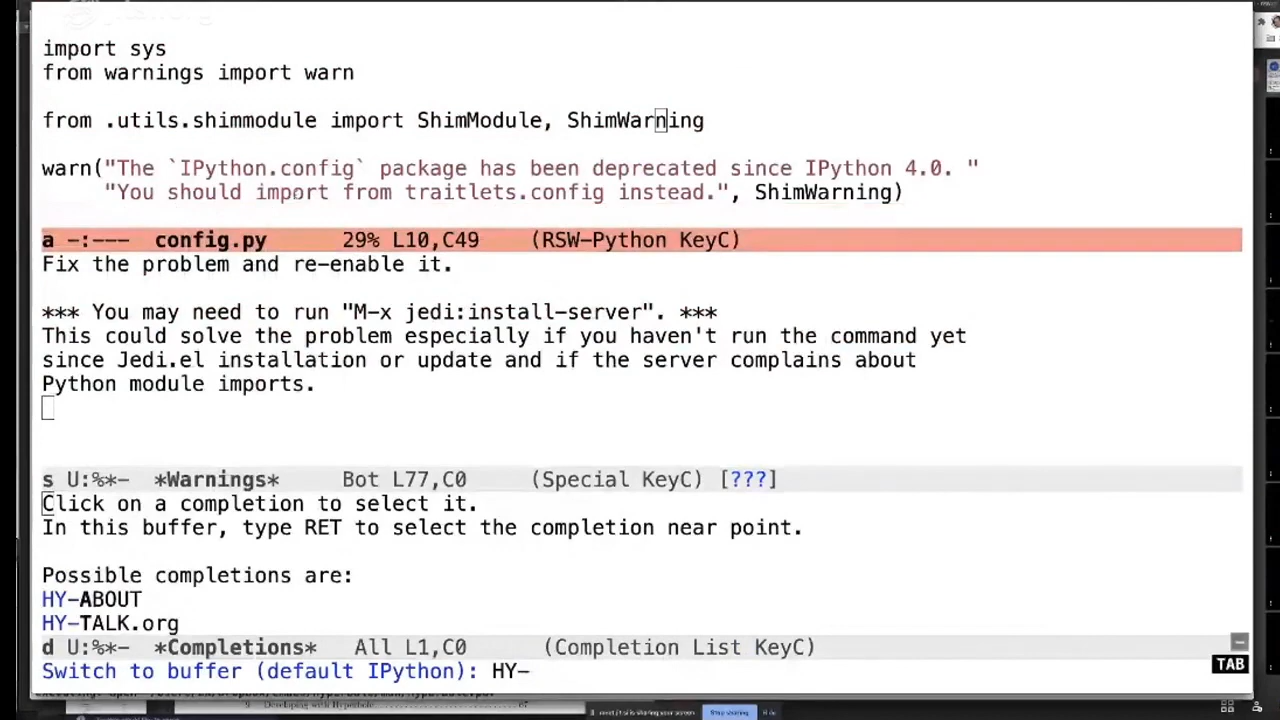 import sys
from warnings import warn
from .utils.shimmodule import ShimModule, ShimWarning
warn("The `IPython.config` package has been deprecated since IPython 4.0. "
"You should import from traitlets.config instead.", ShimWarning)
a -:--- config.py 29% L10,C49 (RSW-Python KeyC)
Fix the problem and re-enable it.
*** You may need to run "M-x jedi:install-server". ***
This could solve the problem especially if you haven't run the command yet
since Jedi.el installation or update and if the server complains about
Python module imports.
s U:%*- *Warnings* Bot L77,C0 (Special KeyC) [???]
Click on a completion to select it.
In this buffer, type RET to select the completion near point.
Possible completions are:
HY-ABOUT
HY-TALK.org
d U:%*- *Completions* All L1,C0 (Completion List KeyC)
TAB
Switch to buffer (default IPython): HY-
Developing with Hyperbole
Stop sharing
Hide